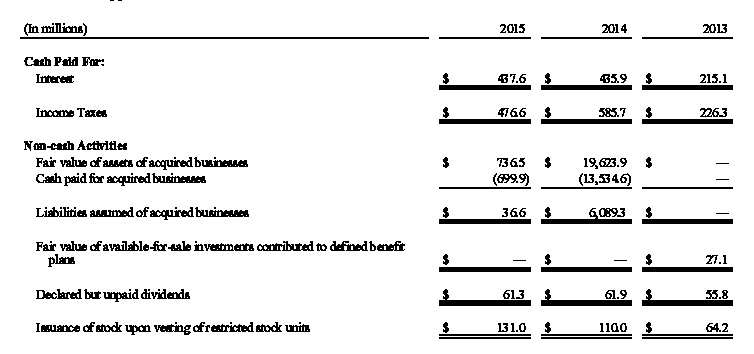 (In millions) 2015 2014 2013
Cash Paid For:
Interest $ 437.6 $ 435.9 $ 215.1
Income Taxes $ 476.6 $ 585.7 $ 226.3
Non-cash Activities
Fair value of assets of acquired businesses $ 736.5 $ 19,623.9 $ —
Cash paid for acquired businesses (699.9) (13,534.6) —
Liabilities assumed of acquired businesses $ 36.6 $ 6,089.3 $ —
Fair value of available-for-sale investments contributed to defined benefit
plans $ — $ — $ 27.1
Declared but unpaid dividends $ 61.3 $ 61.9 $ 55.8
Issuance of stock upon vesting of restricted stock units $ 131.0 $ 110.0 $ 64.2